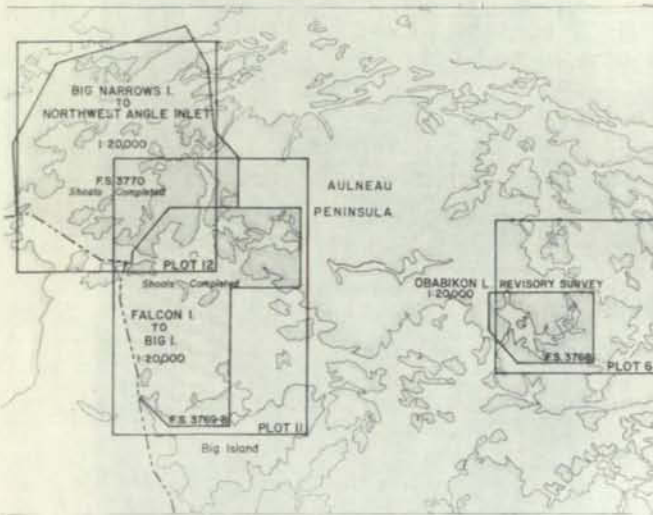 BIG NARROWS I.
TO
NORTHWEST ANGLE INLET
1:20,000
F.S. 3770
Shoals Completed
PLOT 12
AULNEAU
PENINSULA
Shoals Completed
FALCON I.
TO
BIG I.
1:20,000
F.S. 3769-B
PLOT 11
Big Island
OBABIKON L. REVISORY SURVEY
1:20,000
F.S. 3768
PLOT 6